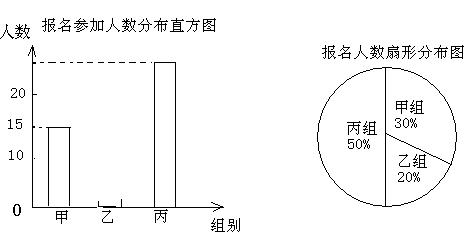 报名参加人数分布直方图
人数
20
15
10
0
甲
乙
丙
组别
报名人数扇形分布图
甲组
30%
丙组
50%
乙组
20%